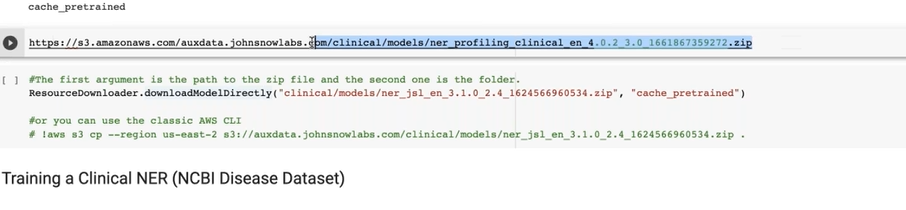 cache_pretrained
https://s3.amazonaws.com/auxdata.johnsnowlabs.com/clinical/models/ner_profiling_clinical_en_4.0.2_3.0_1661867359272.zip
[ ] #The first argument is the path to the zip file and the second one is the folder.
ResourceDownloader.downloadModelDirectly("clinical/models/ner_jsl_en_3.1.0_2.4_1624566960534.zip", "cache_pretrained")
#or you can use the classic AWS CLI
# !aws s3 cp --region us-east-2 s3://auxdata.johnsnowlabs.com/clinical/models/ner_jsl_en_3.1.0_2.4_1624566960534.zip .
Training a Clinical NER (NCBI Disease Dataset)